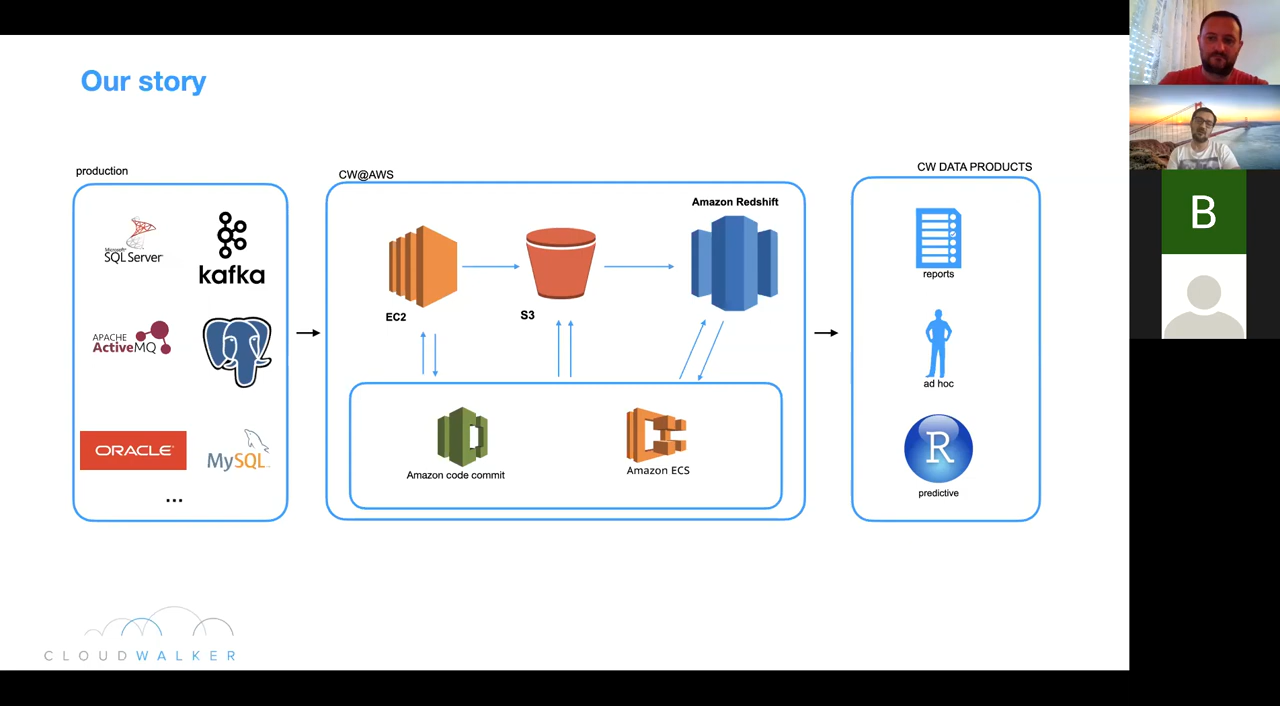 Our story
production
Microsoft
SQL Server
kafka
APACHE
ActiveMQ
ORACLE
MySQL
...
CW@AWS
Amazon Redshift
EC2
S3
Amazon code commit
Amazon ECS
CW DATA PRODUCTS
reports
ad hoc
R
predictive
CLOUDWALKER
B